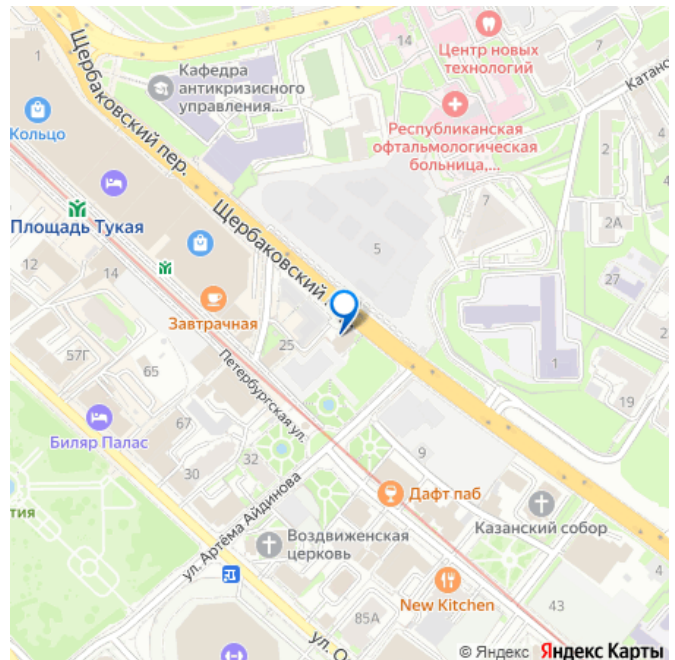 1
14
Центр новых
технологий
7
Катано
Кафедра
антикризисного
управления...
Кольцо
Щербаковский пер.
Республиканская
офтальмологическая
больница,...
4
2
7
2А
Площадь Тукая
Щербаковский
5
12
14
27
Завтрачная
25
57Г
65
1
Петербургская ул.
19
67
Биляр Палас
9
32
30
Дафт паб
тия
Казанский собор
ул. Артёма Айдинова
Воздвиженская
церковь
4
New Kitchen
43
85А
ул. О
© Яндекс Яндекс Карты